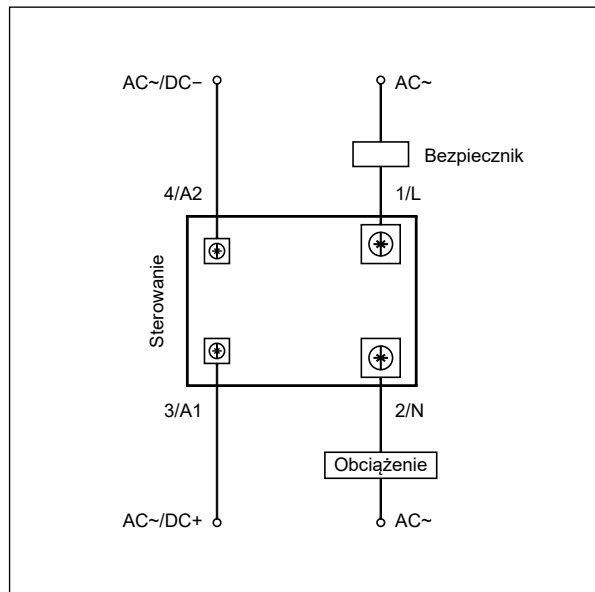 AC~/DC−
AC~
Bezpiecznik
4/A2
1/L
Sterowanie
3/A1
2/N
Obciążenie
AC~/DC+
AC~